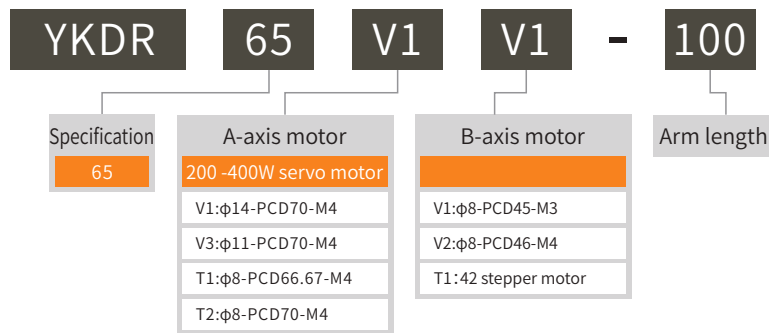 YKDR 65 V1 V1 - 100
Specification A-axis motor B-axis motor Arm length
65 200 -400W servo motor
V1:φ14-PCD70-M4 V1:φ8-PCD45-M3
V3:φ11-PCD70-M4 V2:φ8-PCD46-M4
T1:φ8-PCD66.67-M4 T1:42 stepper motor
T2:φ8-PCD70-M4